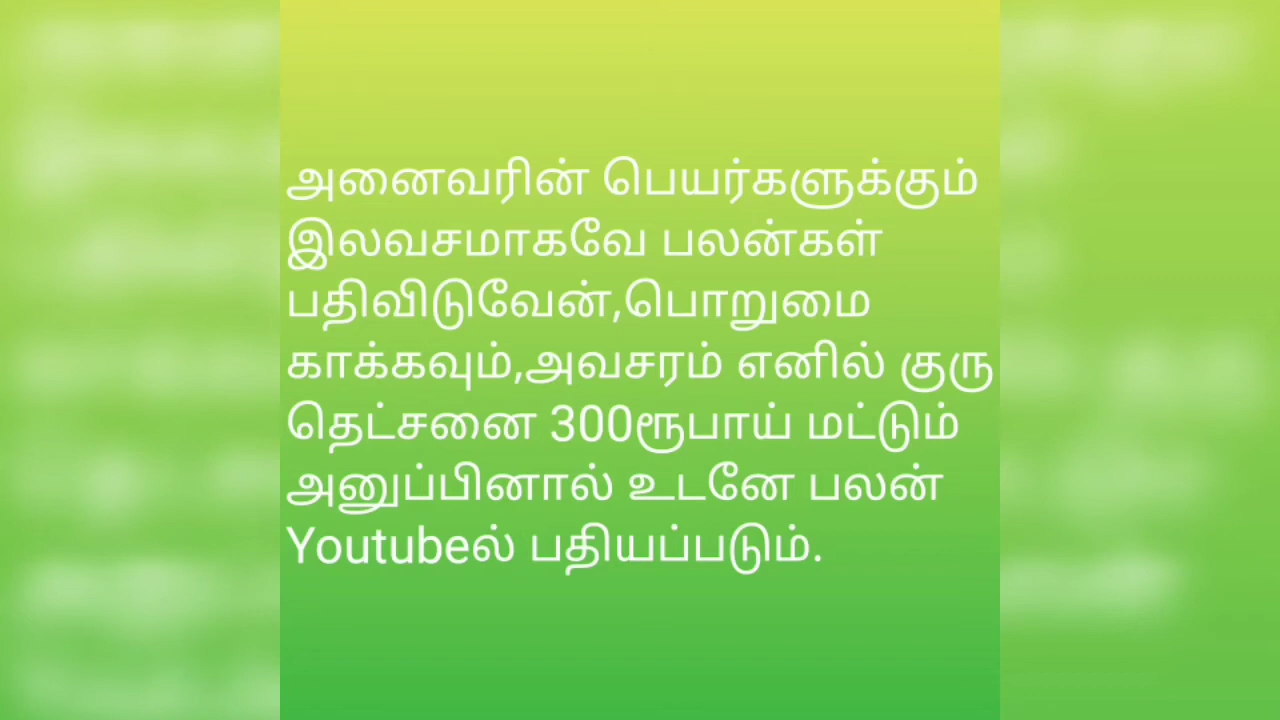 அனைவரின் பெயர்களுக்கும்
இலவசமாகவே பலன்கள்
பதிவிடுவேன்,பொறுமை
காக்கவும்,அவசரம் எனில் குரு
தெட்சனை 300ரூபாய் மட்டும்
அனுப்பினால் உடனே பலன்
Youtubeல் பதியப்படும்.